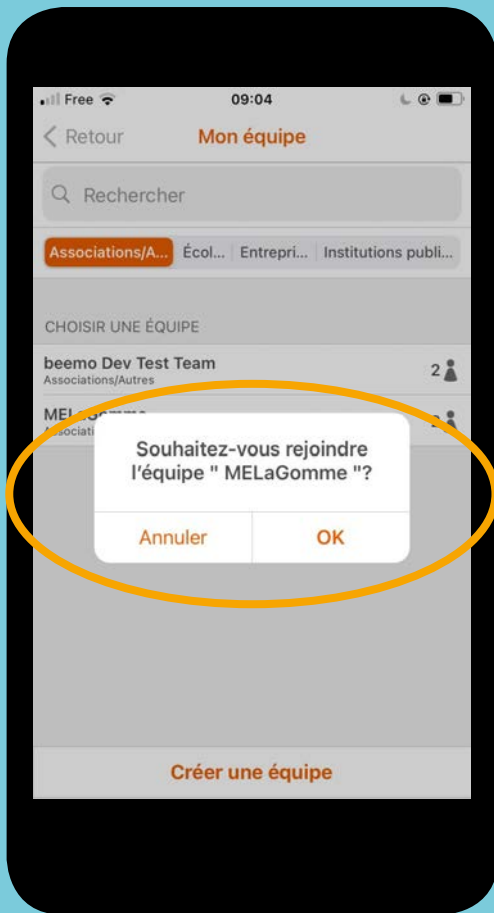 Free 09:04
Retour Mon équipe
Rechercher
Associations/A... Écol... Entrepri... Institutions publi...
CHOISIR UNE ÉQUIPE
beemo Dev Test Team 2
Associations/Autres
Souhaitez-vous rejoindre
l'équipe " MELaGomme "?
Annuler OK
Créer une équipe